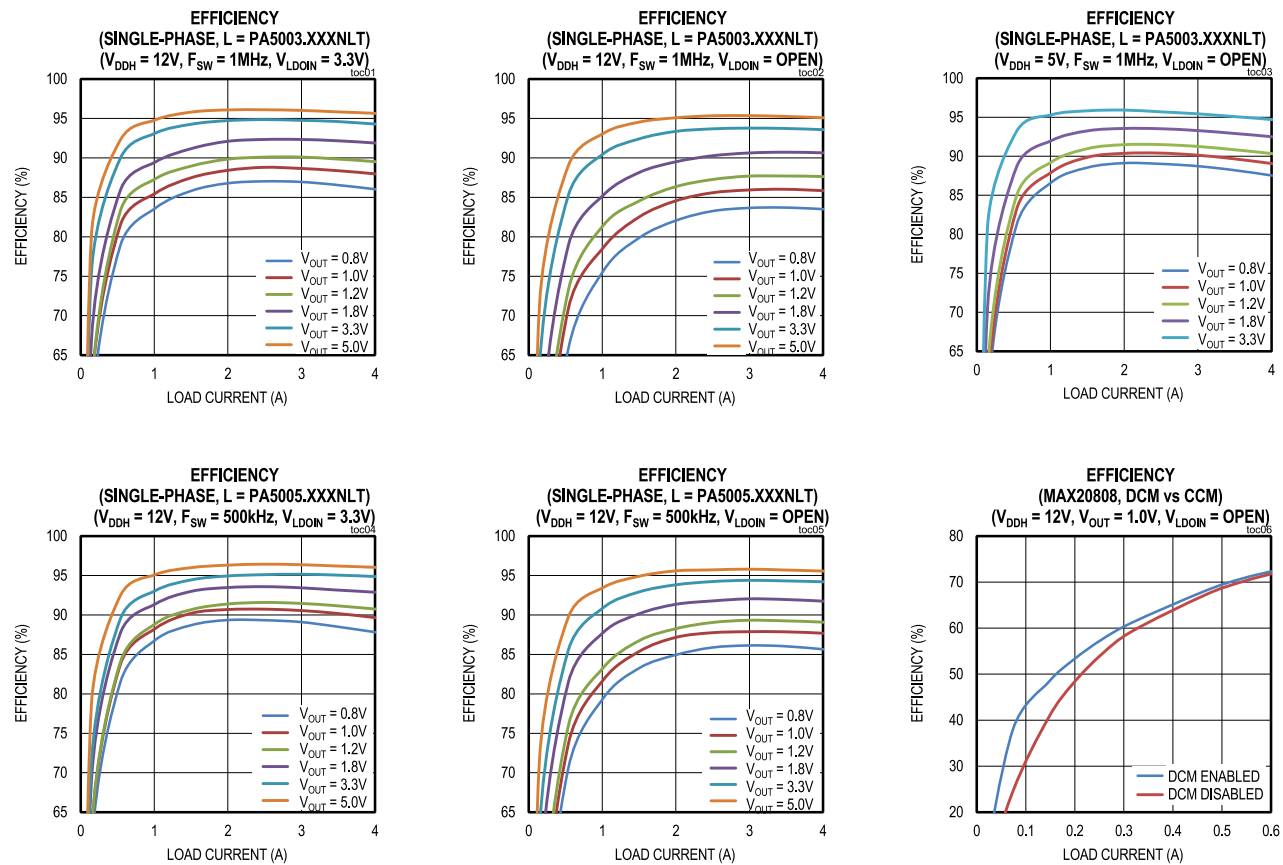 EFFICIENCY
(SINGLE-PHASE, L = PA5003.XXXNLT)
(VDDH = 12V, FSW = 1MHz, VLDOIN = 3.3V)
toc01
100
95
90
85
80
75
70
65
EFFICIENCY (%)
VOUT = 0.8V
VOUT = 1.0V
VOUT = 1.2V
VOUT = 1.8V
VOUT = 3.3V
VOUT = 5.0V
0 1 2 3 4
LOAD CURRENT (A)
EFFICIENCY
(SINGLE-PHASE, L = PA5003.XXXNLT)
(VDDH = 12V, FSW = 1MHz, VLDOIN = OPEN)
toc02
100
95
90
85
80
75
70
65
EFFICIENCY (%)
VOUT = 0.8V
VOUT = 1.0V
VOUT = 1.2V
VOUT = 1.8V
VOUT = 3.3V
VOUT = 5.0V
0 1 2 3 4
LOAD CURRENT (A)
EFFICIENCY
(SINGLE-PHASE, L = PA5003.XXXNLT)
(VDDH = 5V, FSW = 1MHz, VLDOIN = OPEN)
toc03
100
95
90
85
80
75
70
65
EFFICIENCY (%)
VOUT = 0.8V
VOUT = 1.0V
VOUT = 1.2V
VOUT = 1.8V
VOUT = 3.3V
0 1 2 3 4
LOAD CURRENT (A)
EFFICIENCY
(SINGLE-PHASE, L = PA5005.XXXNLT)
(VDDH = 12V, FSW = 500kHz, VLDOIN = 3.3V)
toc04
100
95
90
85
80
75
70
65
EFFICIENCY (%)
VOUT = 0.8V
VOUT = 1.0V
VOUT = 1.2V
VOUT = 1.8V
VOUT = 3.3V
VOUT = 5.0V
0 1 2 3 4
LOAD CURRENT (A)
EFFICIENCY
(SINGLE-PHASE, L = PA5005.XXXNLT)
(VDDH = 12V, FSW = 500kHz, VLDOIN = OPEN)
toc05
100
95
90
85
80
75
70
65
EFFICIENCY (%)
VOUT = 0.8V
VOUT = 1.0V
VOUT = 1.2V
VOUT = 1.8V
VOUT = 3.3V
VOUT = 5.0V
0 1 2 3 4
LOAD CURRENT (A)
EFFICIENCY
(MAX20808, DCM vs CCM)
(VDDH = 12V, VOUT = 1.0V, VLDOIN = OPEN)
toc06
80
70
60
50
40
30
20
EFFICIENCY (%)
DCM ENABLED
DCM DISABLED
0 0.1 0.2 0.3 0.4 0.5 0.6
LOAD CURRENT (A)